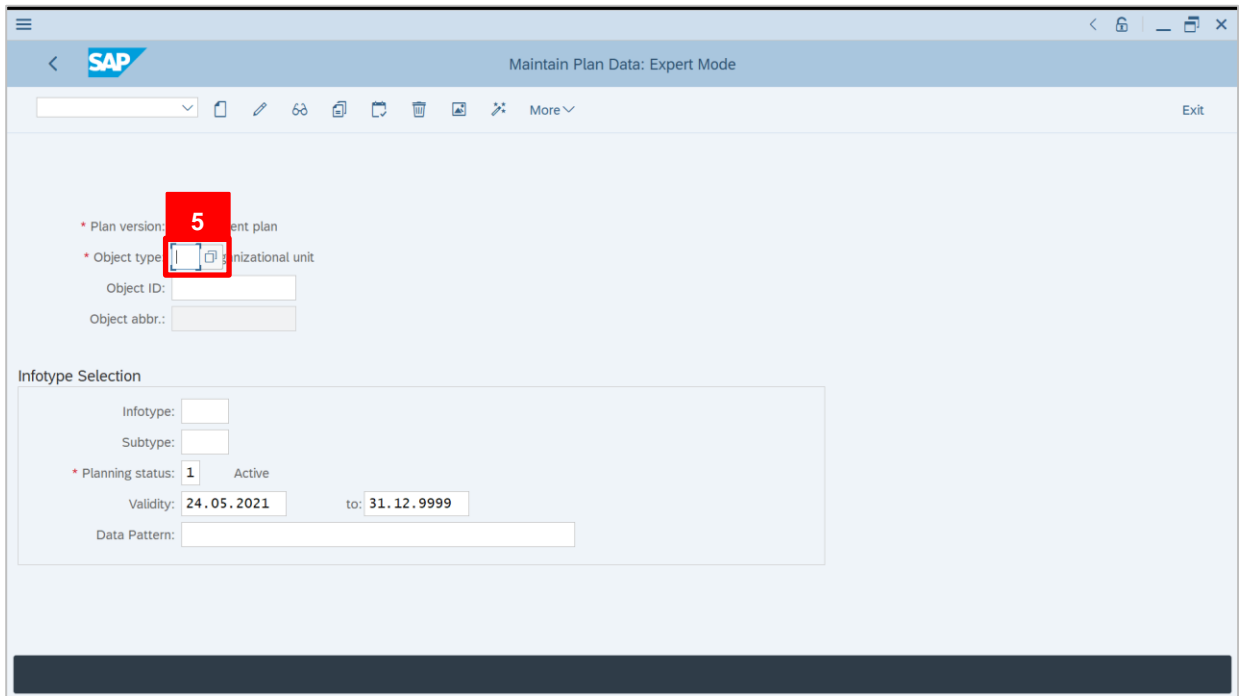 SAP
Maintain Plan Data: Expert Mode
More
Exit
5
* Plan version: ent plan
* Object type: ganizational unit
Object ID:
Object abbr.:
Infotype Selection
Infotype:
Subtype:
* Planning status: 1 Active
Validity: 24.05.2021 to: 31.12.9999
Data Pattern: